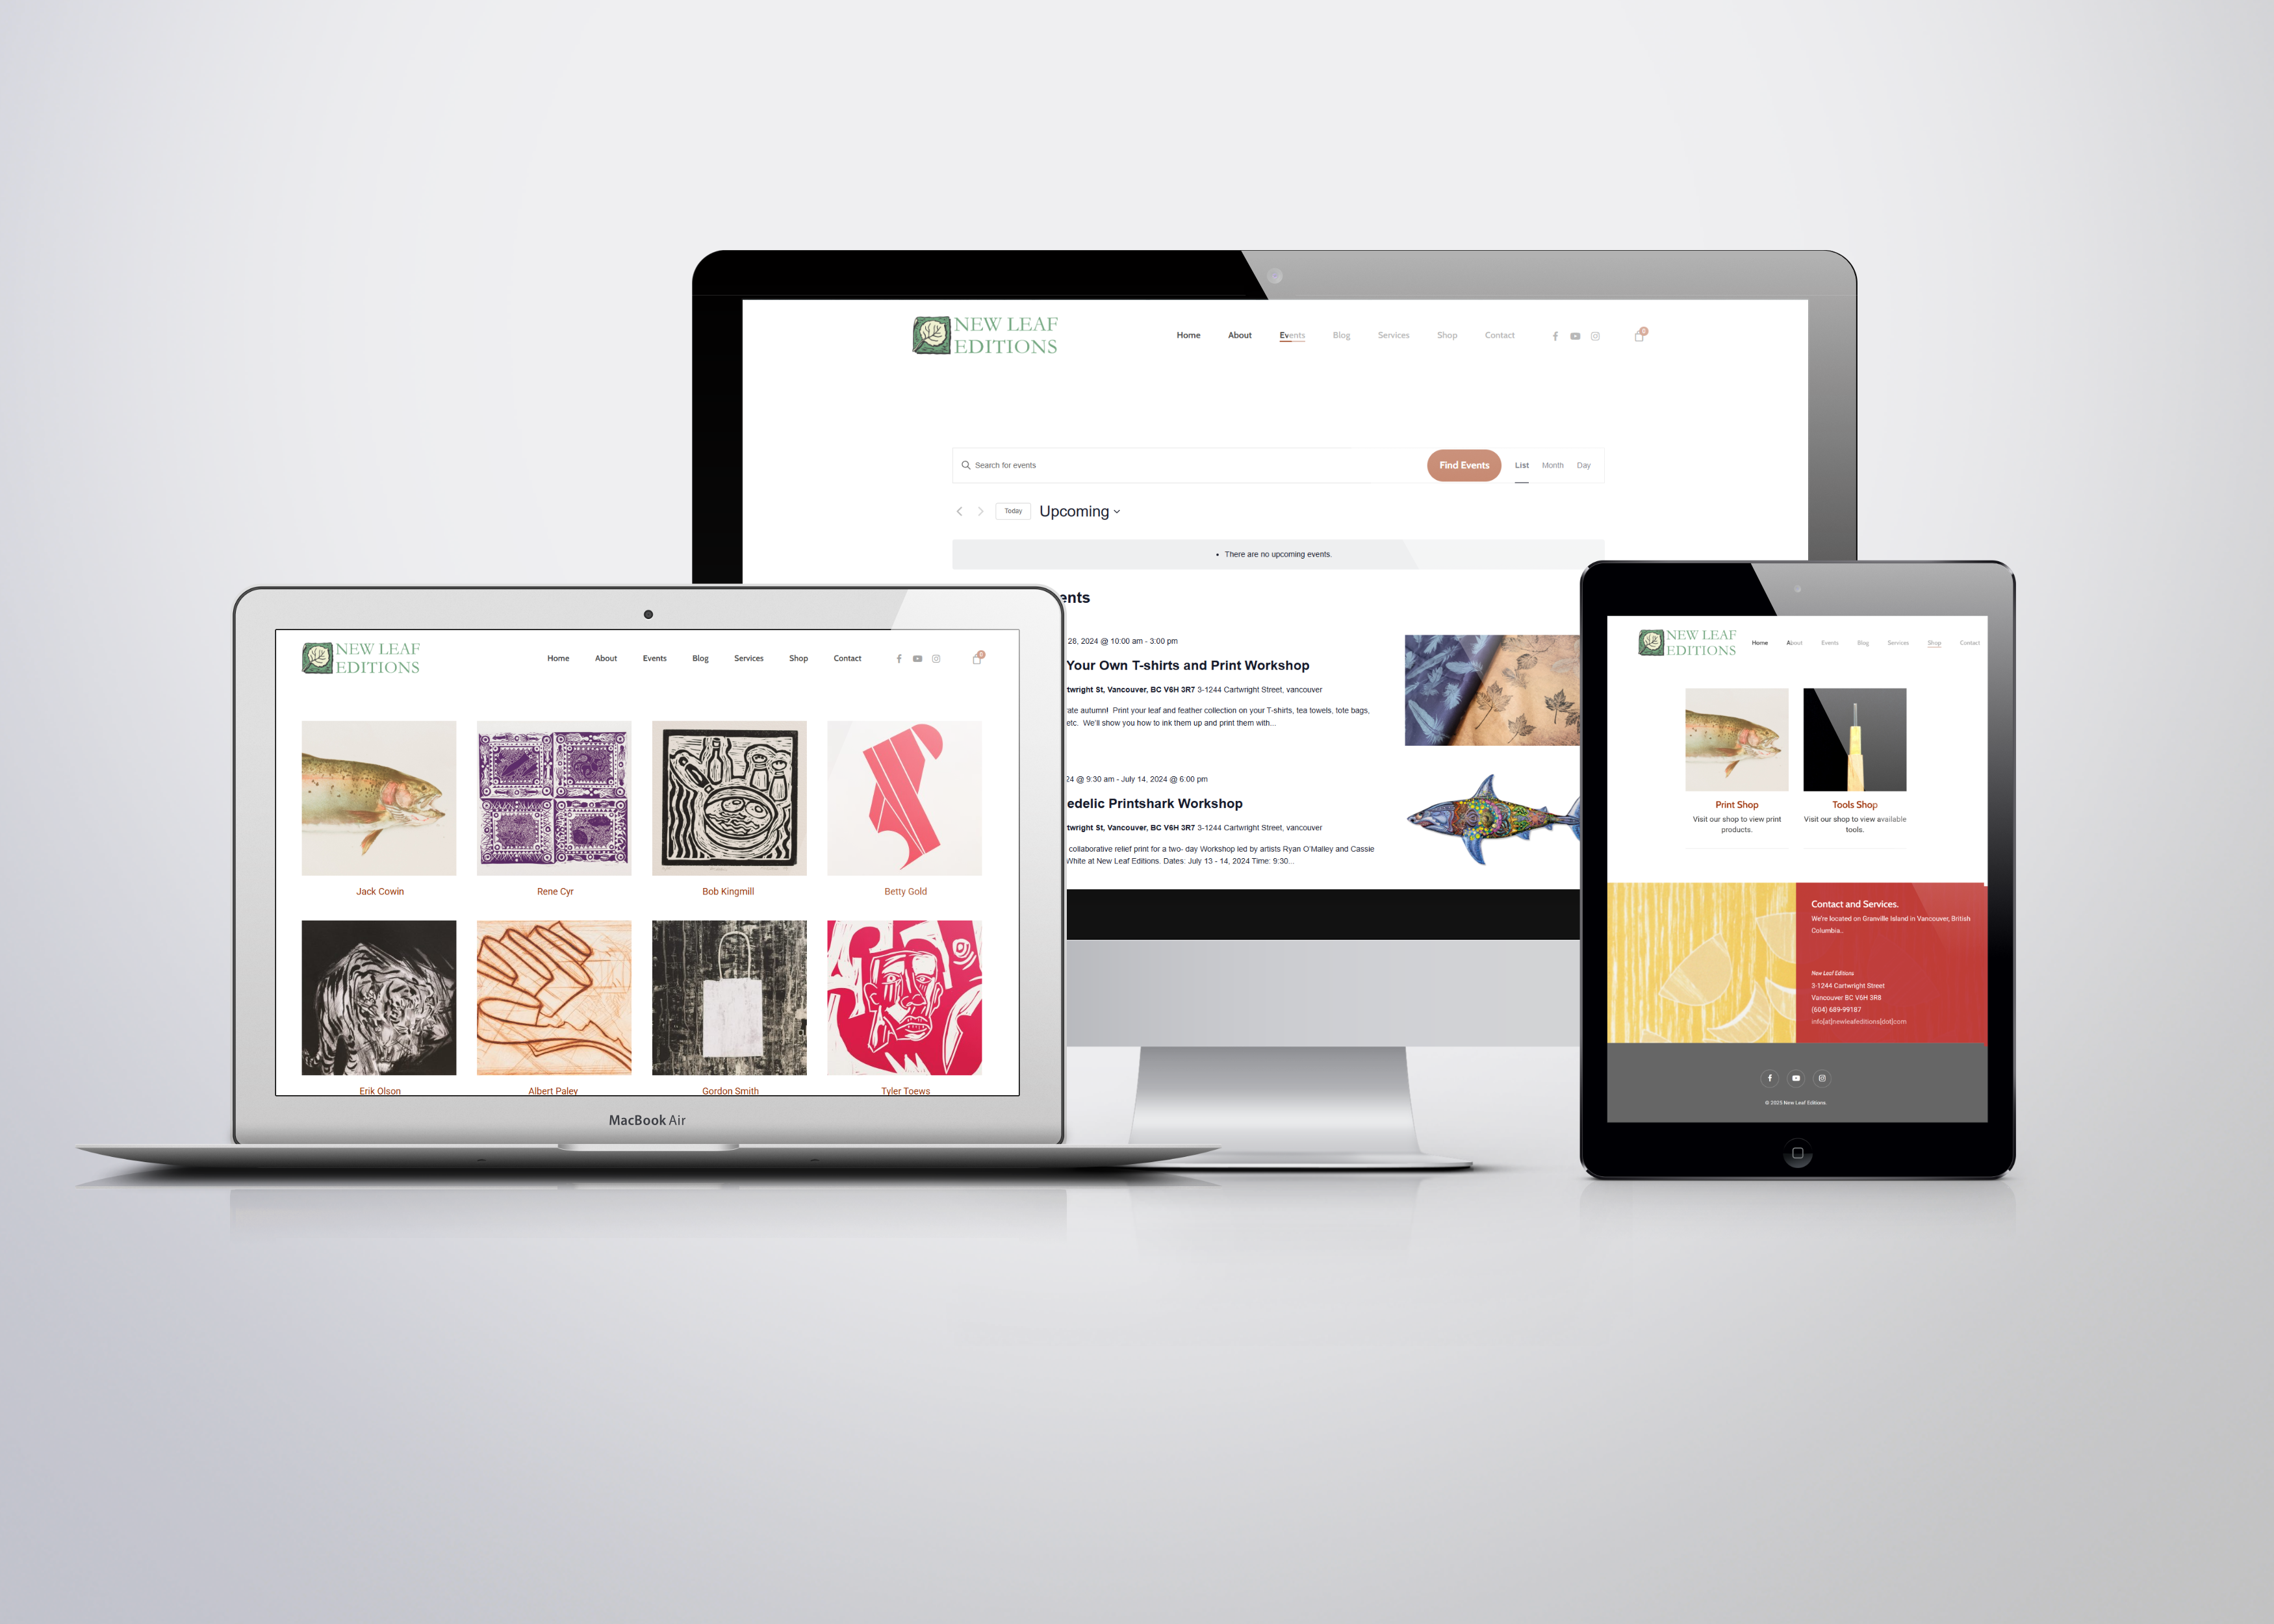 NEW LEAF
EDITIONS
Home About Events Blog Services Shop Contact
0
Search for events
Find Events
List Month Day
Today
Upcoming
• There are no upcoming events.
ents
28, 2024 @ 10:00 am - 3:00 pm
Your Own T-shirts and Print Workshop
twright St, Vancouver, BC V6H 3R7 3-1244 Cartwright Street, vancouver
ate autumn! Print your leaf and feather collection on your T-shirts, tea towels, tote bags,
etc. We'll show you how to ink them up and print them with...
24 @ 9:30 am - July 14, 2024 @ 6:00 pm
edelic Printshark Workshop
twright St, Vancouver, BC V6H 3R7 3-1244 Cartwright Street, vancouver
collaborative relief print for a two- day Workshop led by artists Ryan O'Malley and Cassie
White at New Leaf Editions. Dates: July 13 - 14, 2024 Time: 9:30...
NEW LEAF
EDITIONS
Home About Events Blog Services Shop Contact
0
Jack Cowin
Rene Cyr
Bob Kingmill
Betty Gold
Erik Olson
Albert Paley
Gordon Smith
Tyler Toews
MacBook Air
NEW LEAF
EDITIONS
Home About Events Blog Services Shop Contact
Print Shop
Visit our shop to view print
products.
Tools Shop
Visit our shop to view available
tools.
Contact and Services.
We're located on Granville Island in Vancouver, British
Columbia..
New Leaf Editions
3-1244 Cartwright Street
Vancouver BC V6H 3R8
(604) 689-99187
info[at]newleafeditions[dot]com
© 2025 New Leaf Editions.